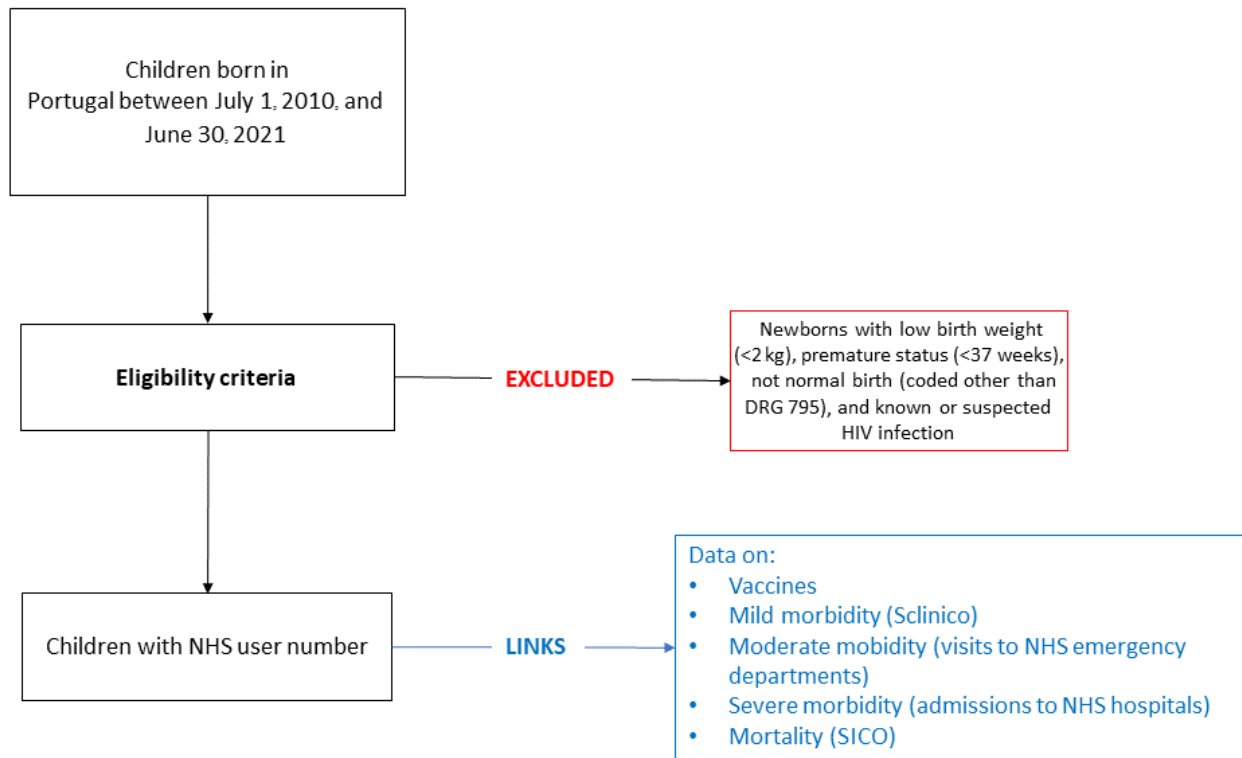 Children born in
Portugal between July 1, 2010, and
June 30, 2021
Eligibility criteria
EXCLUDED
Newborns with low birth weight
(<2 kg), premature status (<37 weeks),
not normal birth (coded other than
DRG 795), and known or suspected
HIV infection
Children with NHS user number
LINKS
Data on:
• Vaccines
• Mild morbidity (Sclinico)
• Moderate mobidity (visits to NHS emergency
departments)
• Severe morbidity (admissions to NHS hospitals)
• Mortality (SICO)